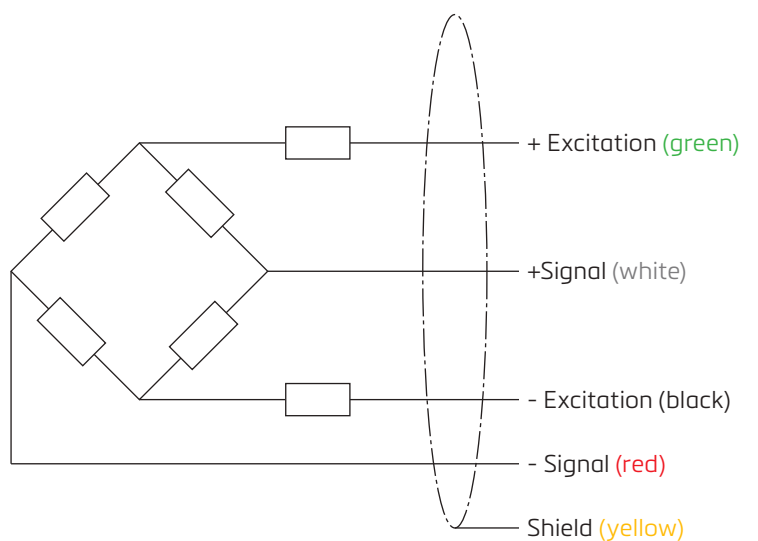 + Excitation (green)
+Signal (white)
- Excitation (black)
- Signal (red)
Shield (yellow)